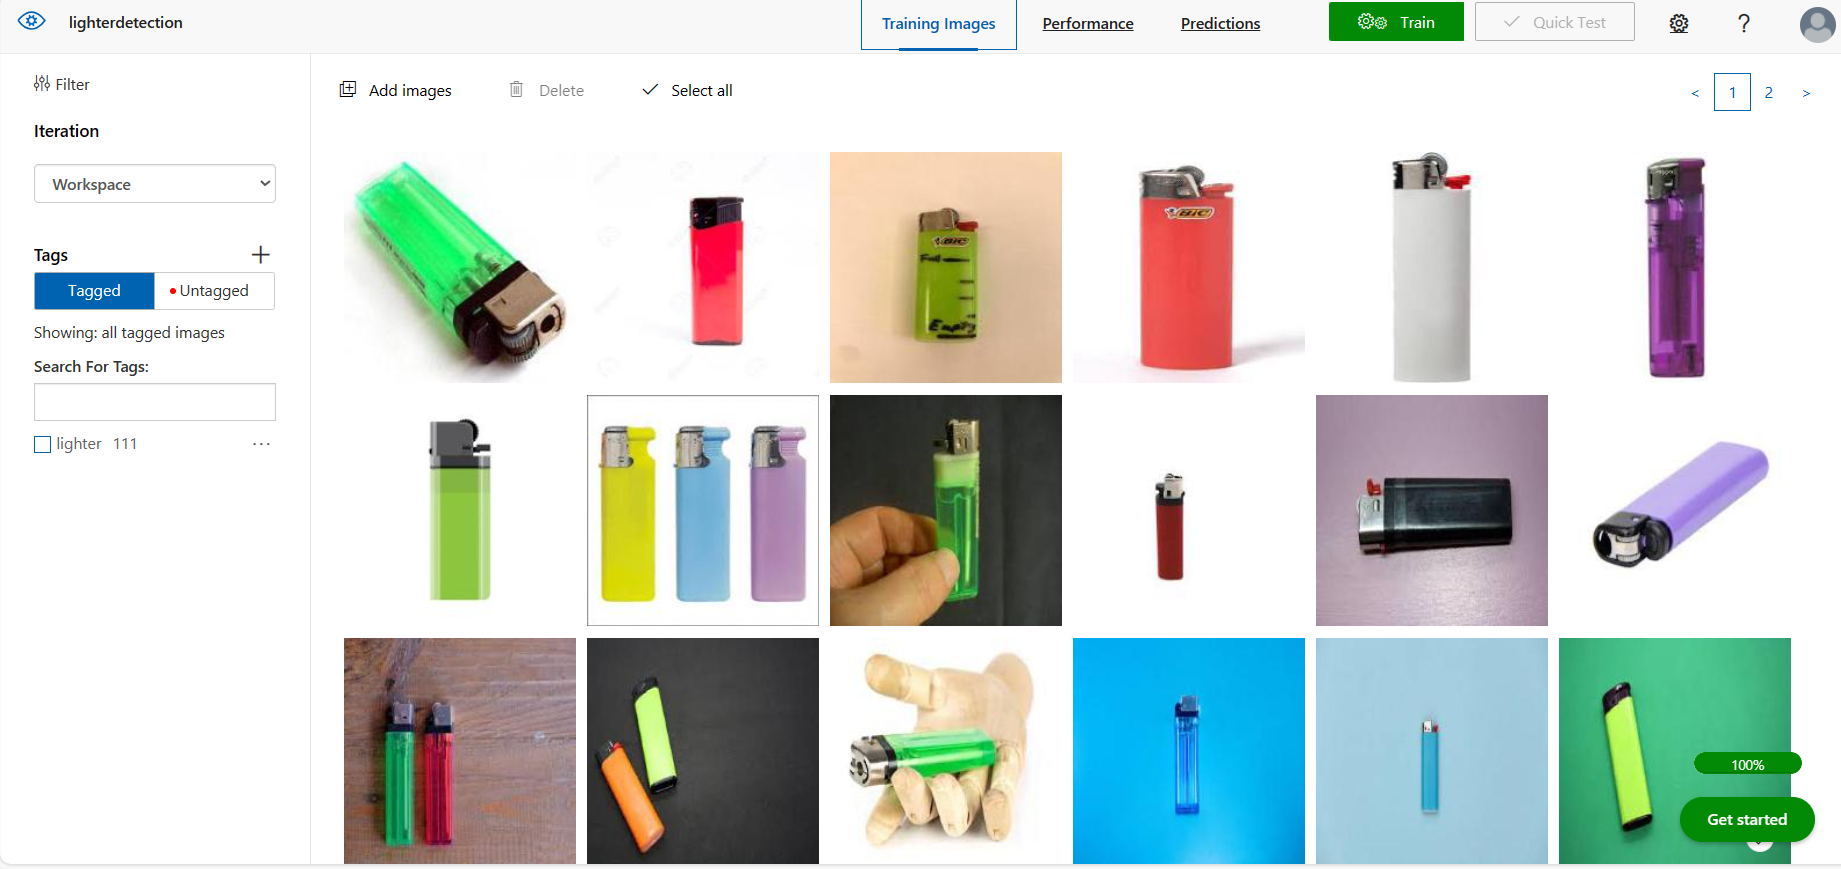 lighterdetection
Training Images
Performance
Predictions
Train
Quick Test
?
Filter
Add images
Delete
Select all
<
1
2
>
Iteration
Workspace
Tags
Tagged
Untagged
Showing: all tagged images
Search For Tags:
lighter 111
BiC
Full
Empty
BiC
100%
Get started